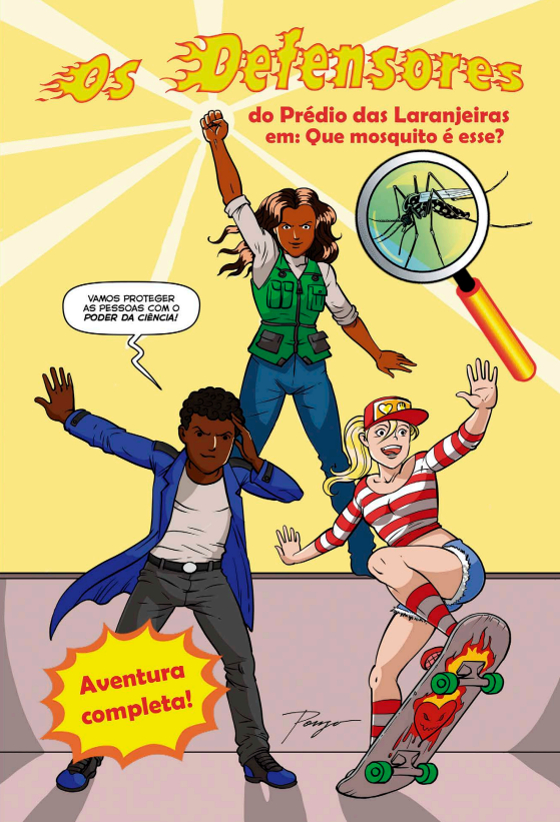 Os Defensores
do Prédio das Laranjeiras
em: Que mosquito é esse?
VAMOS PROTEGER
AS PESSOAS COM O
PODER DA CIÊNCIA!
Aventura
completa!